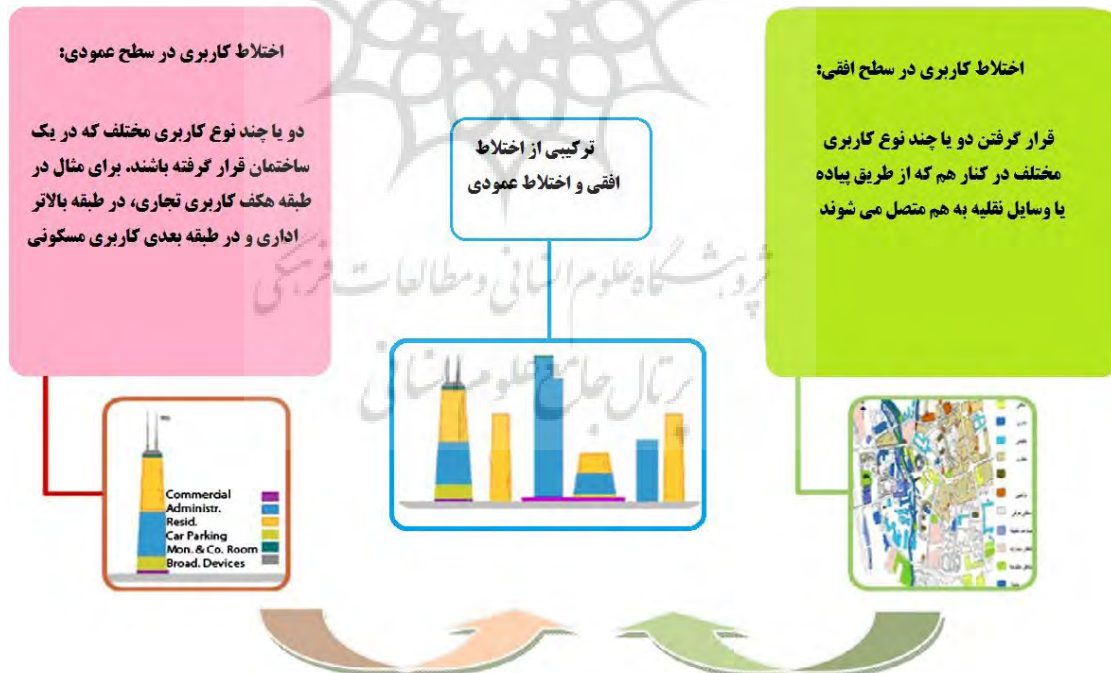 اختلاط کاربری در سطح افقی:
قرار گرفتن دو یا چند نوع کاربری
مختلف در کنار هم که از طریق پیاده
یا وسایل نقلیه به هم متصل می شوند
ترکیبی از اختلاط
افقی و اختلاط عمودی
اختلاط کاربری در سطح عمودی:
دو یا چند نوع کاربری مختلف که در یک
ساختمان قرار گرفته باشند. برای مثال در
طبقه هکف کاربری تجاری، در طبقه بالاتر
اداری و در طبقه بعدی کاربری مسکونی
پژوهشگاه علوم انسانی و مطالعات فرهنگی
پرتال جامع علوم انسانی
Commercial
Administr.
Resid.
Car Parking
Mon. & Co. Room
Broad. Devices